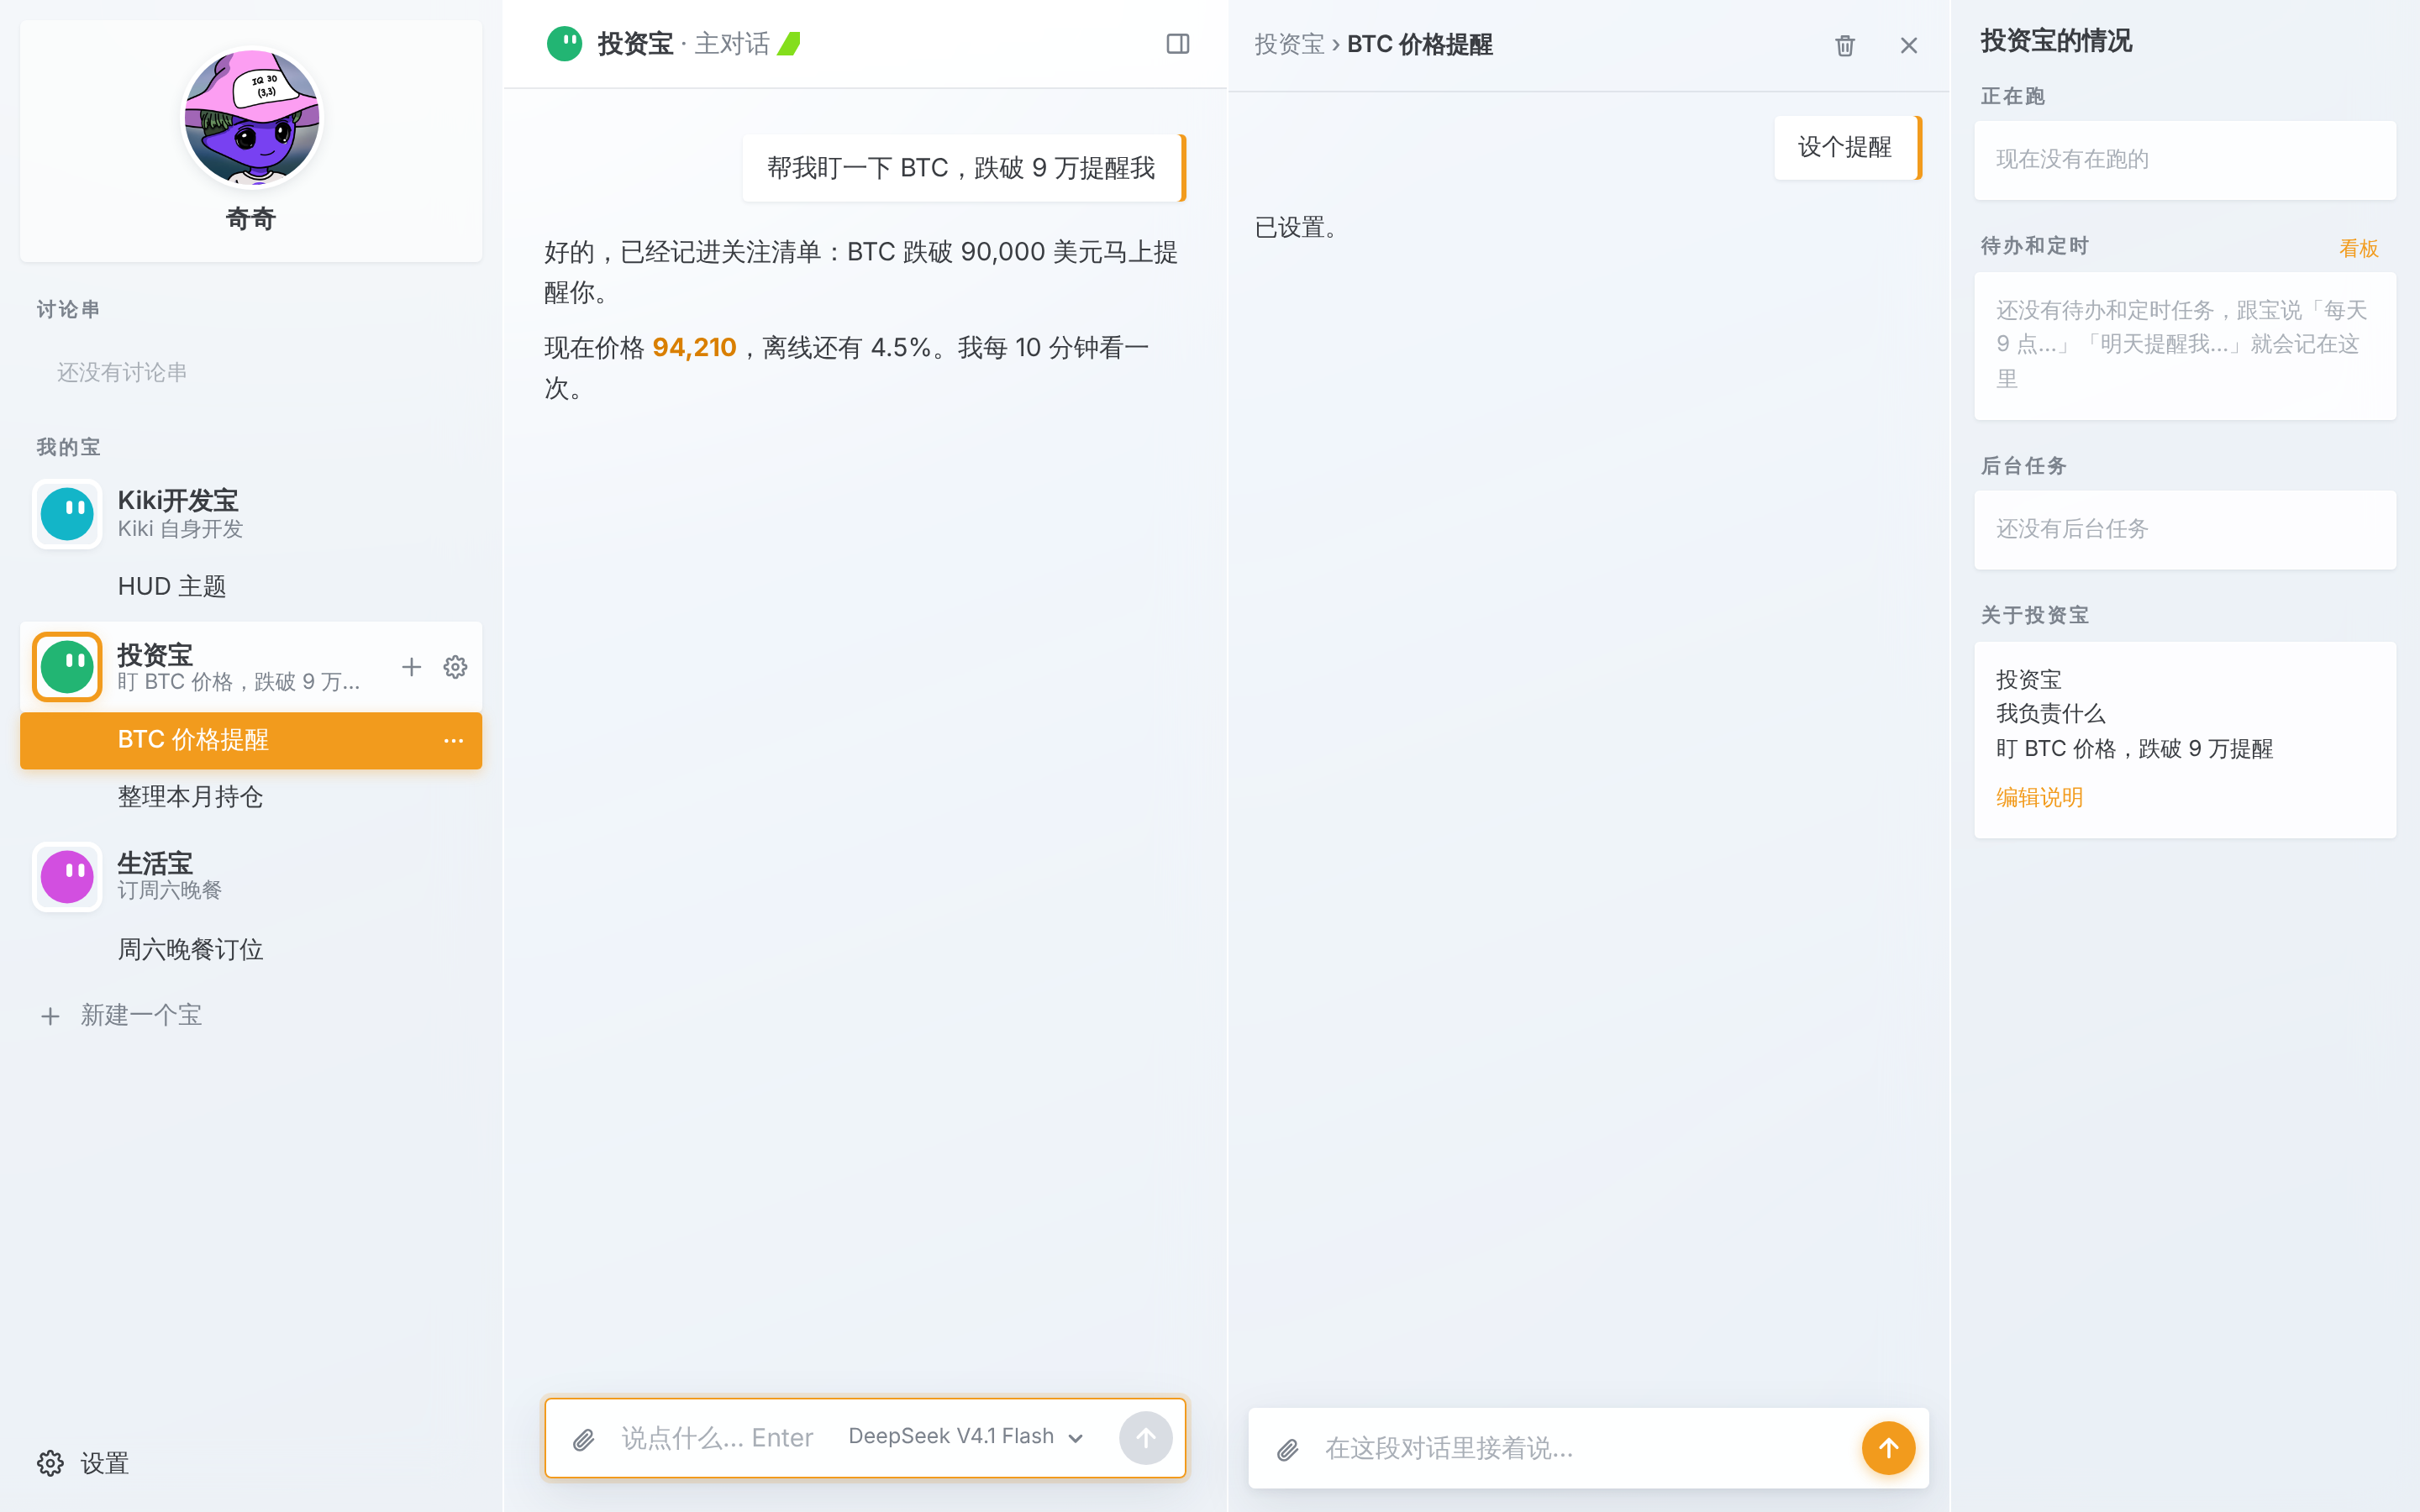 IQ 30
(3,3)
奇奇
讨论串
还没有讨论串
我的宝
Kiki开发宝
Kiki 自身开发
HUD 主题
投资宝
盯 BTC 价格，跌破 9 万...
BTC 价格提醒
整理本月持仓
生活宝
订周六晚餐
周六晚餐订位
新建一个宝
设置
投资宝 · 主对话
帮我盯一下 BTC，跌破 9 万提醒我
好的，已经记进关注清单：BTC 跌破 90,000 美元马上提
醒你。
现在价格 94,210，离线还有 4.5%。我每 10 分钟看一
次。
说点什么... Enter
DeepSeek V4.1 Flash
投资宝 › BTC 价格提醒
设个提醒
已设置。
在这段对话里接着说...
投资宝的情况
正在跑
现在没有在跑的
待办和定时
看板
还没有待办和定时任务，跟宝说「每天
9 点...」「明天提醒我...」就会记在这
里
后台任务
还没有后台任务
关于投资宝
投资宝
我负责什么
盯 BTC 价格，跌破 9 万提醒
编辑说明